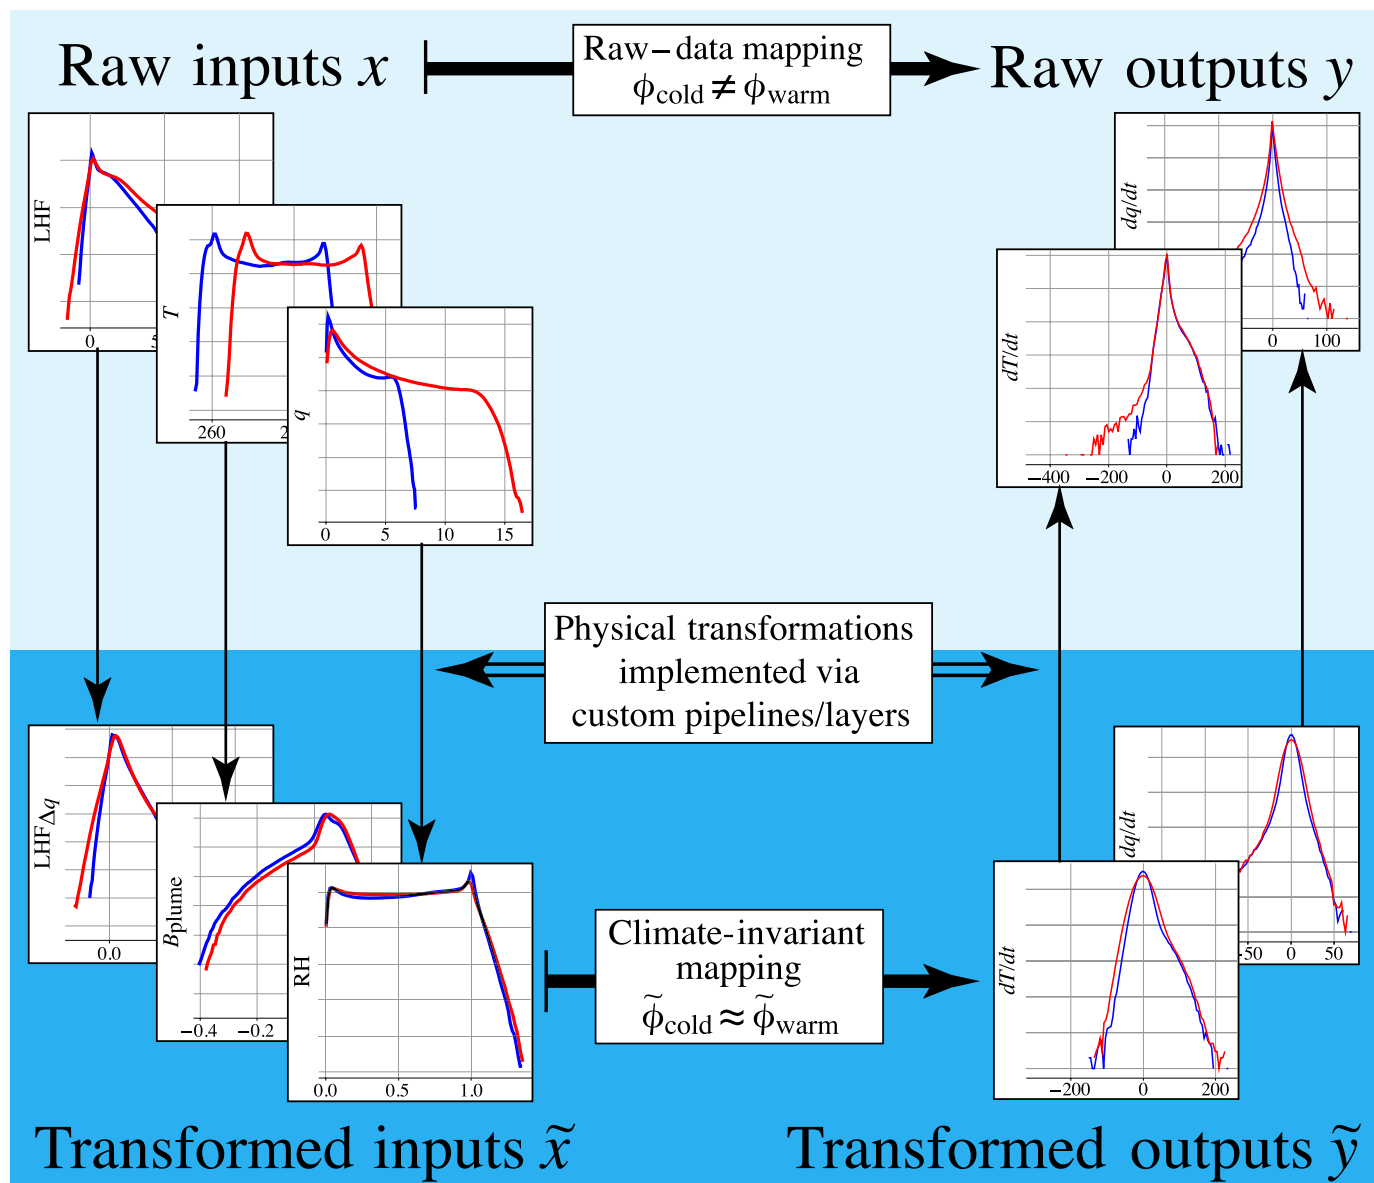 Raw inputs x
Raw−data mapping
ϕcold ≠ ϕwarm
Raw outputs y
LHF
0
5
T
260
2
q
0
5
10
15
dq/dt
0
100
dT/dt
−400
−200
0
200
Physical transformations
implemented via
custom pipelines/layers
LHFΔq
0.0
Bplume
−0.4
−0.2
RH
0.0
0.5
1.0
Climate-invariant
mapping
ϕ̃cold ≈ ϕ̃warm
dq/dt
-50
0
50
dT/dt
−200
0
200
Transformed inputs x̃
Transformed outputs ỹ